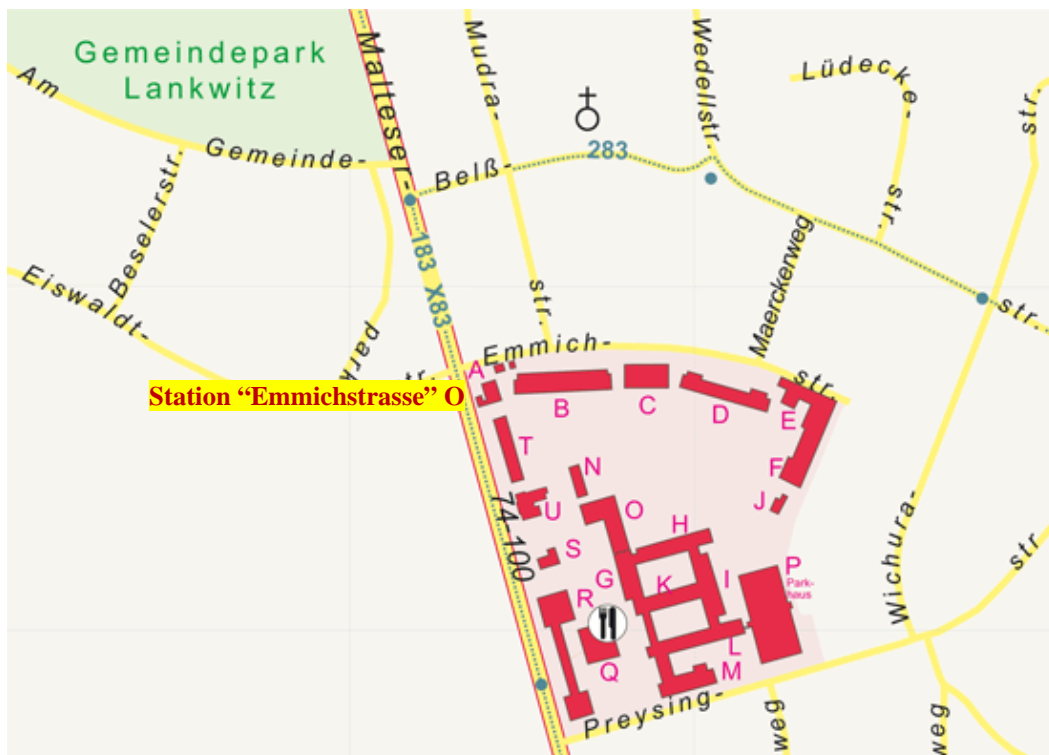 Gemeindepark
Lankwitz
Am
Gemeinde-
park
str.
Beselerstr.
Eiswaldt-
Malteser-
Mudra-
str.
Wedellstr.
Lüdecke-
str.
str.
Belß-
283
str.
Maerckerweg
183 X83
Emmich-
str.
Station “Emmichstrasse” O
A
B
C
D
E
F
J
T
N
U
O
H
S
G
K
I
P
Park-
haus
R
L
Q
M
74-100
Wichura-
str
Preysing-
weg
weg